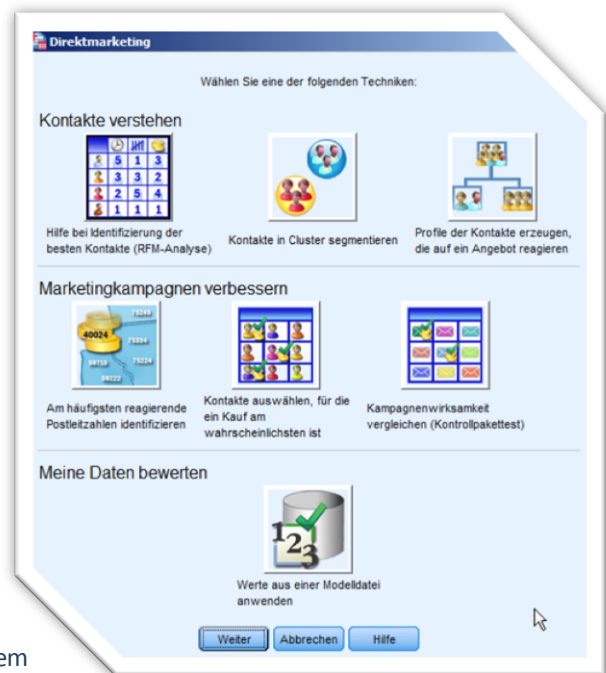 Direktmarketing
Wählen Sie eine der folgenden Techniken:
Kontakte verstehen
5 1 3
3 3 2
2 5 4
1 1 1
Hilfe bei Identifizierung der
besten Kontakte (RFM-Analyse)
Kontakte in Cluster segmentieren
Profile der Kontakte erzeugen,
die auf ein Angebot reagieren
Marketingkampagnen verbessern
40024
Am häufigsten reagierende
Postleitzahlen identifizieren
Kontakte auswählen, für die
ein Kauf am
wahrscheinlichsten ist
Kampagnenwirksamkeit
vergleichen (Kontrollpakettest)
Meine Daten bewerten
123
Werte aus einer Modelldatei
anwenden
Weiter
Abbrechen
Hilfe
em